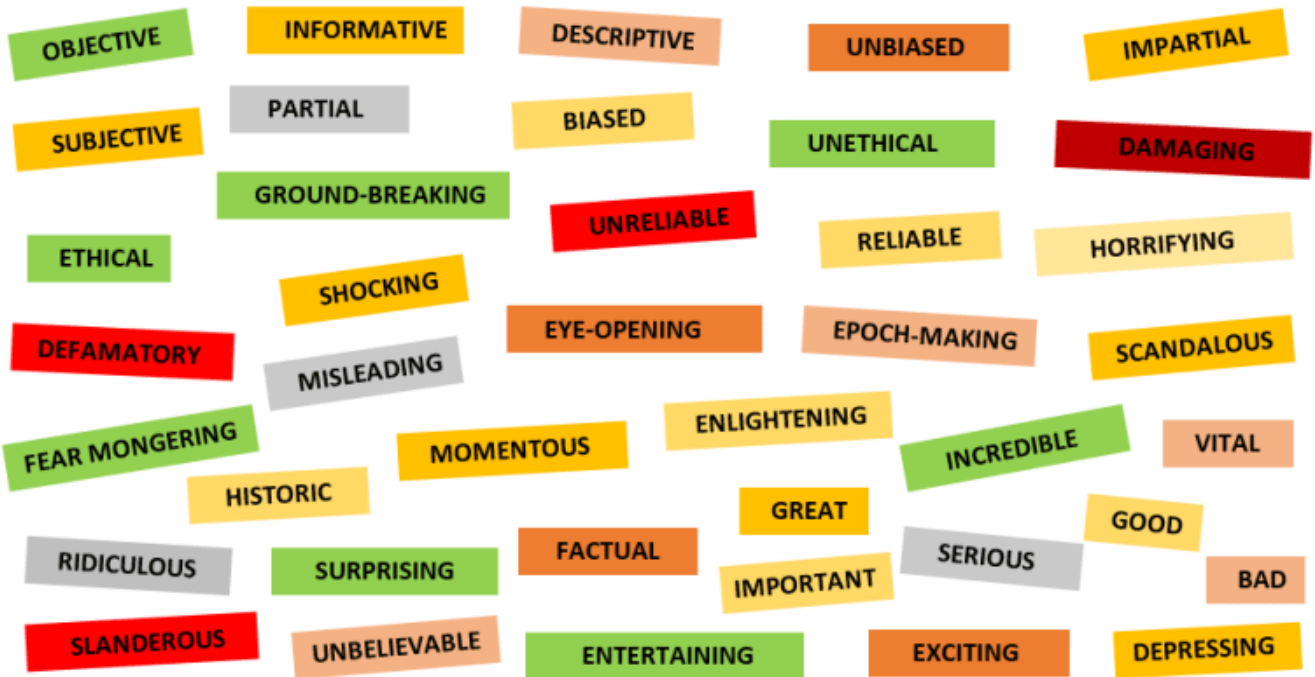 OBJECTIVE
INFORMATIVE
DESCRIPTIVE
UNBIASED
IMPARTIAL
SUBJECTIVE
PARTIAL
BIASED
UNETHICAL
DAMAGING
GROUND-BREAKING
UNRELIABLE
RELIABLE
HORRIFYING
ETHICAL
SHOCKING
EYE-OPENING
EPOCH-MAKING
SCANDALOUS
DEFAMATORY
MISLEADING
ENLIGHTENING
FEAR MONGERING
MOMENTOUS
INCREDIBLE
VITAL
HISTORIC
GREAT
GOOD
RIDICULOUS
SURPRISING
FACTUAL
IMPORTANT
SERIOUS
BAD
SLANDEROUS
UNBELIEVABLE
ENTERTAINING
EXCITING
DEPRESSING